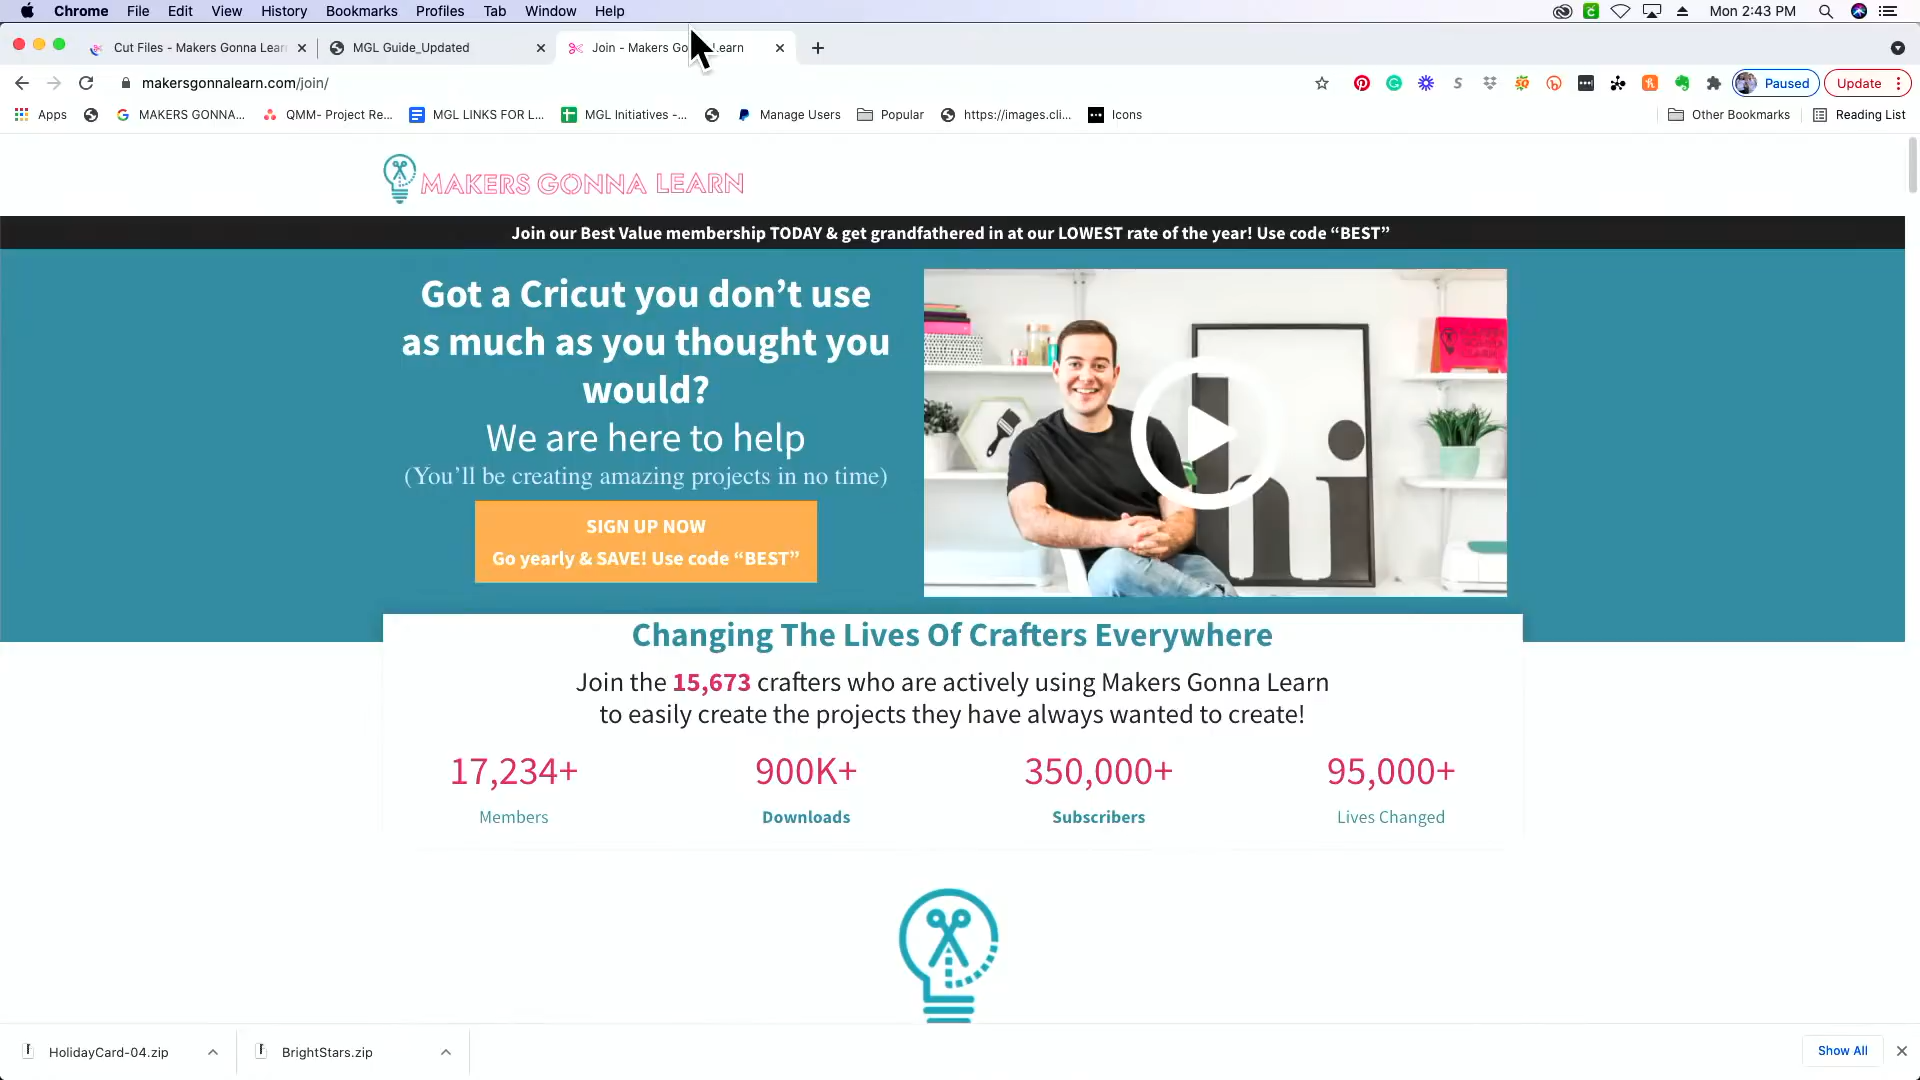 Chrome File Edit View History Bookmarks Profiles Tab Window Help Mon 2:43 PM
Cut Files - Makers Gonna Lear MGL Guide_Updated Join - Makers Go earn
makersgonnalearn.com/join/ Paused Update
Apps MAKERS GONNA... QMM- Project Re... MGL LINKS FOR L... MGL Initiatives -... Manage Users Popular https://images.cli... Icons Other Bookmarks Reading List
MAKERS GONNA LEARN
Join our Best Value membership TODAY & get grandfathered in at our LOWEST rate of the year! Use code “BEST”
Got a Cricut you don’t use
as much as you thought you
would?
We are here to help
(You’ll be creating amazing projects in no time)
SIGN UP NOW
Go yearly & SAVE! Use code “BEST”
MAKERS
GONNA
LEARN
hi
Changing The Lives Of Crafters Everywhere
Join the 15,673 crafters who are actively using Makers Gonna Learn
to easily create the projects they have always wanted to create!
17,234+ 900K+ 350,000+ 95,000+
Members Downloads Subscribers Lives Changed
HolidayCard-04.zip BrightStars.zip Show All